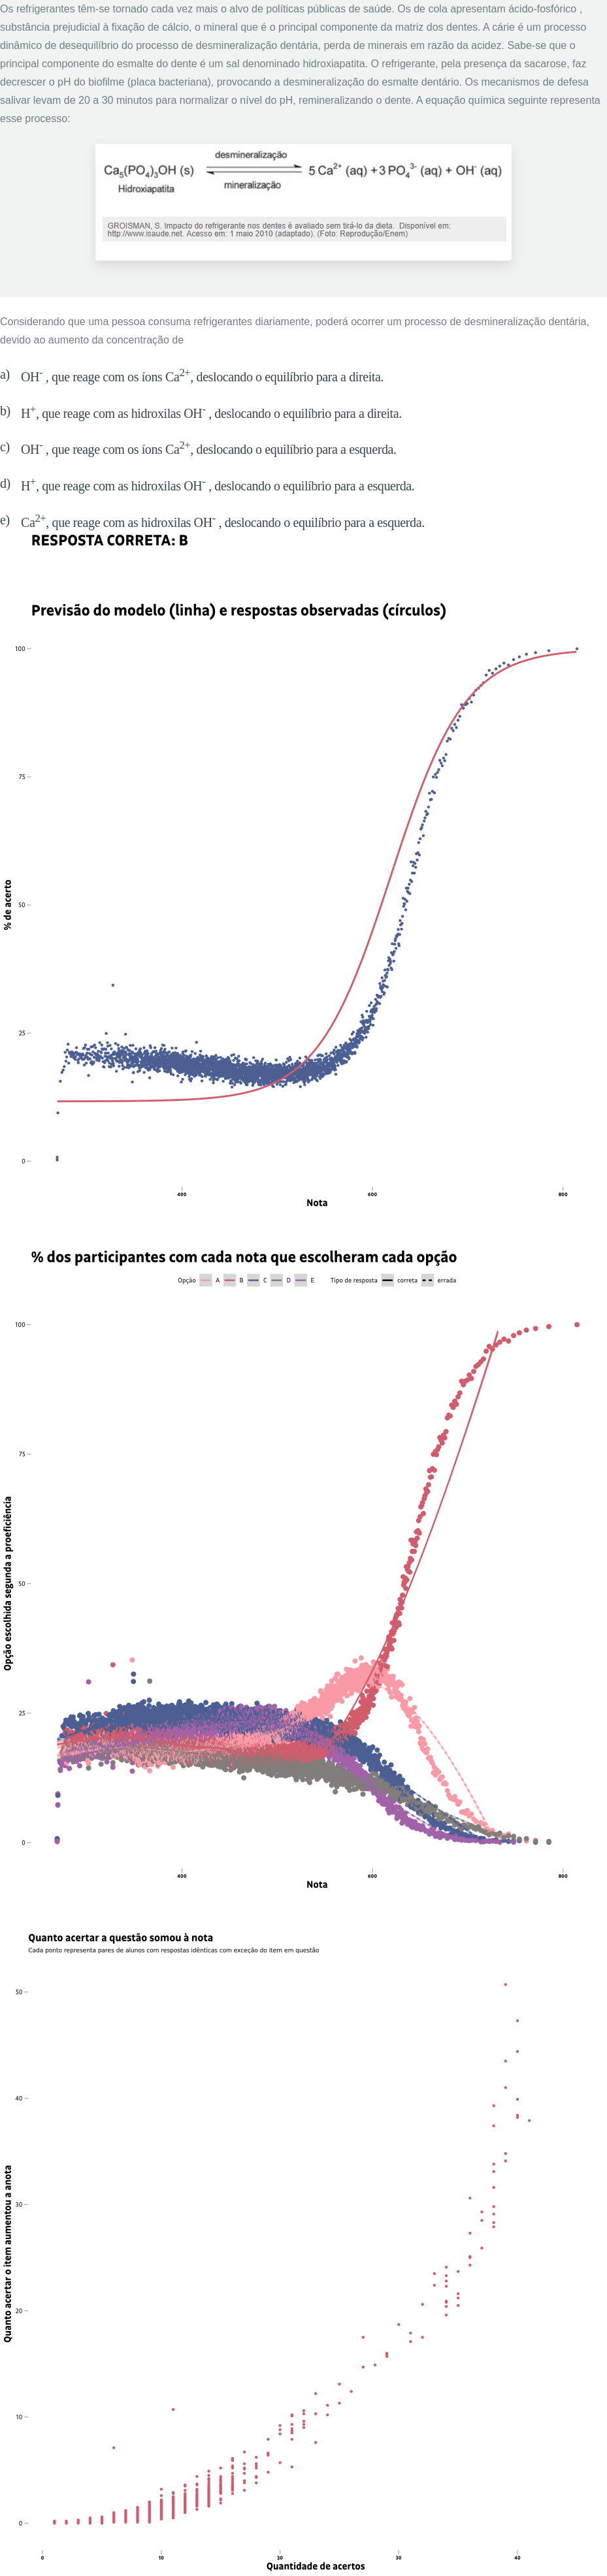 Os refrigerantes têm-se tornado cada vez mais o alvo de políticas públicas de saúde. Os de cola apresentam ácido-fosfórico ,
substância prejudicial à fixação de cálcio, o mineral que é o principal componente da matriz dos dentes. A cárie é um processo
dinâmico de desequilíbrio do processo de desmineralização dentária, perda de minerais em razão da acidez. Sabe-se que o
principal componente do esmalte do dente é um sal denominado hidroxiapatita. O refrigerante, pela presença da sacarose, faz
decrescer o pH do biofilme (placa bacteriana), provocando a desmineralização do esmalte dentário. Os mecanismos de defesa
salivar levam de 20 a 30 minutos para normalizar o nível do pH, remineralizando o dente. A equação química seguinte representa
esse processo:
desmineralização
Ca₅(PO₄)₃OH (s) ⇌ 5 Ca²⁺ (aq) + 3 PO₄³⁻ (aq) + OH⁻ (aq)
Hidroxiapatita mineralização
GROISMAN, S. Impacto do refrigerante nos dentes é avaliado sem tirá-lo da dieta. Disponível em:
http://www.isaude.net. Acesso em: 1 maio 2010 (adaptado). (Foto: Reprodução/Enem)
Considerando que uma pessoa consuma refrigerantes diariamente, poderá ocorrer um processo de desmineralização dentária,
devido ao aumento da concentração de
a) OH⁻ , que reage com os íons Ca²⁺, deslocando o equilíbrio para a direita.
b) H⁺, que reage com as hidroxilas OH⁻ , deslocando o equilíbrio para a direita.
c) OH⁻ , que reage com os íons Ca²⁺, deslocando o equilíbrio para a esquerda.
d) H⁺, que reage com as hidroxilas OH⁻ , deslocando o equilíbrio para a esquerda.
e) Ca²⁺, que reage com as hidroxilas OH⁻ , deslocando o equilíbrio para a esquerda.
RESPOSTA CORRETA: B
Previsão do modelo (linha) e respostas observadas (círculos)
100
75
50
25
0
% de acerto
400 600 800
Nota
% dos participantes com cada nota que escolheram cada opção
Opção A B C D E Tipo de resposta correta errada
100
75
50
25
0
Opção escolhida segunda a proeficiência
400 600 800
Nota
Quanto acertar a questão somou à nota
Cada ponto representa pares de alunos com respostas idênticas com exceção do item em questão
50
40
30
20
10
0
Quanto acertar o item aumentou a anota
0 10 20 30 40
Quantidade de acertos